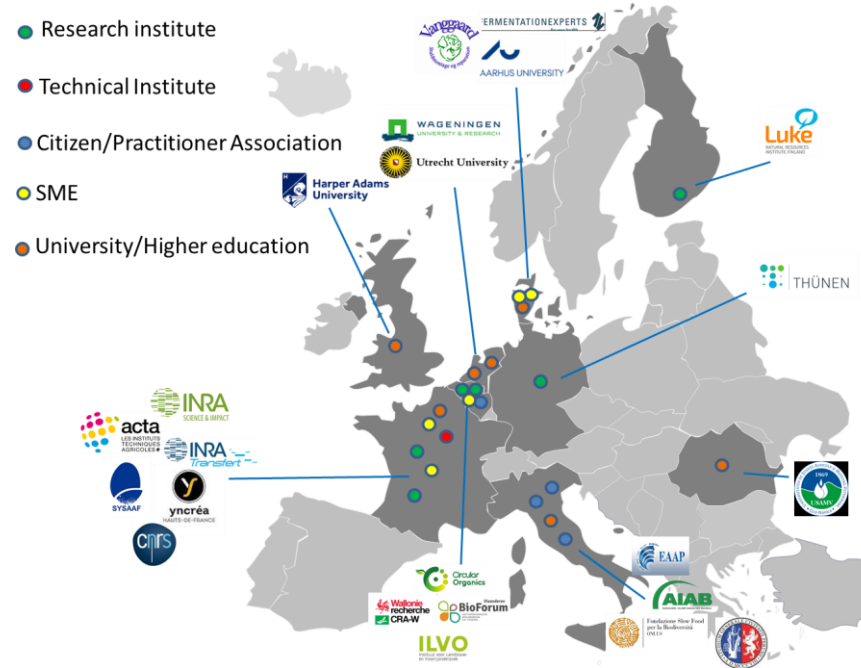 Research institute
Technical Institute
Citizen/Practitioner Association
SME
University/Higher education
Vanggaard
FERMENTATIONEXPERTS
AARHUS UNIVERSITY
WAGENINGEN
UNIVERSITY & RESEARCH
Utrecht University
Harper Adams
University
Luke
NATURAL RESOURCES
INSTITUTE FINLAND
THÜNEN
INRA
SCIENCE & IMPACT
acta
LES INSTITUTS
TECHNIQUES
AGRICOLES
INRA
Transfert
SYSAAF
yncréa
HAUTS-DE-FRANCE
cnrs
1869
USAMV
Circular
Organics
Wallonie
recherche
CRA-W
Vlaanderen
BioForum
ILVO
EAAP
AIAB
Fondazione Slow Food
per la Biodiversità
ONLUS